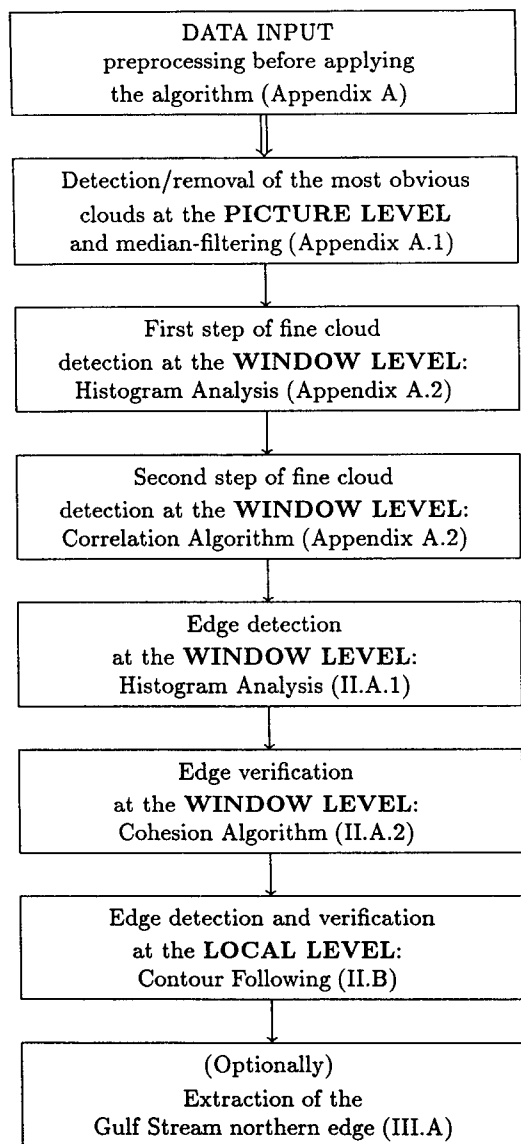 DATA INPUT
preprocessing before applying
the algorithm (Appendix A)
Detection/removal of the most obvious
clouds at the PICTURE LEVEL
and median-filtering (Appendix A.1)
First step of fine cloud
detection at the WINDOW LEVEL:
Histogram Analysis (Appendix A.2)
Second step of fine cloud
detection at the WINDOW LEVEL:
Correlation Algorithm (Appendix A.2)
Edge detection
at the WINDOW LEVEL:
Histogram Analysis (II.A.1)
Edge verification
at the WINDOW LEVEL:
Cohesion Algorithm (II.A.2)
Edge detection and verification
at the LOCAL LEVEL:
Contour Following (II.B)
(Optionally)
Extraction of the
Gulf Stream northern edge (III.A)